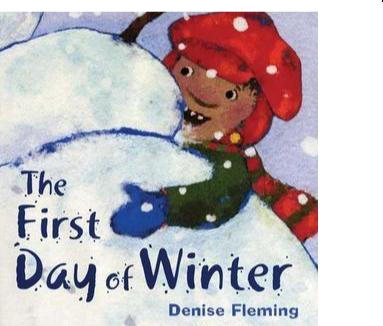 The
First
Day of Winter
Denise Fleming